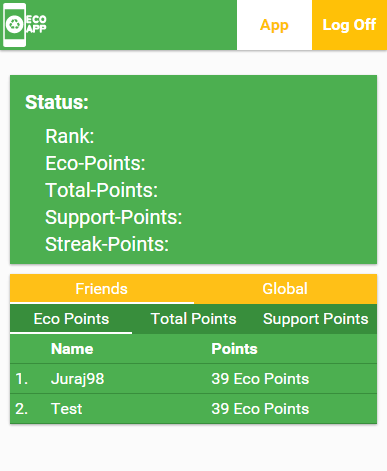 ECO
APP
App
Log Off
Status:
Rank:
Eco-Points:
Total-Points:
Support-Points:
Streak-Points:
Friends Global
Eco Points Total Points Support Points
Name Points
1. Juraj98 39 Eco Points
2. Test 39 Eco Points